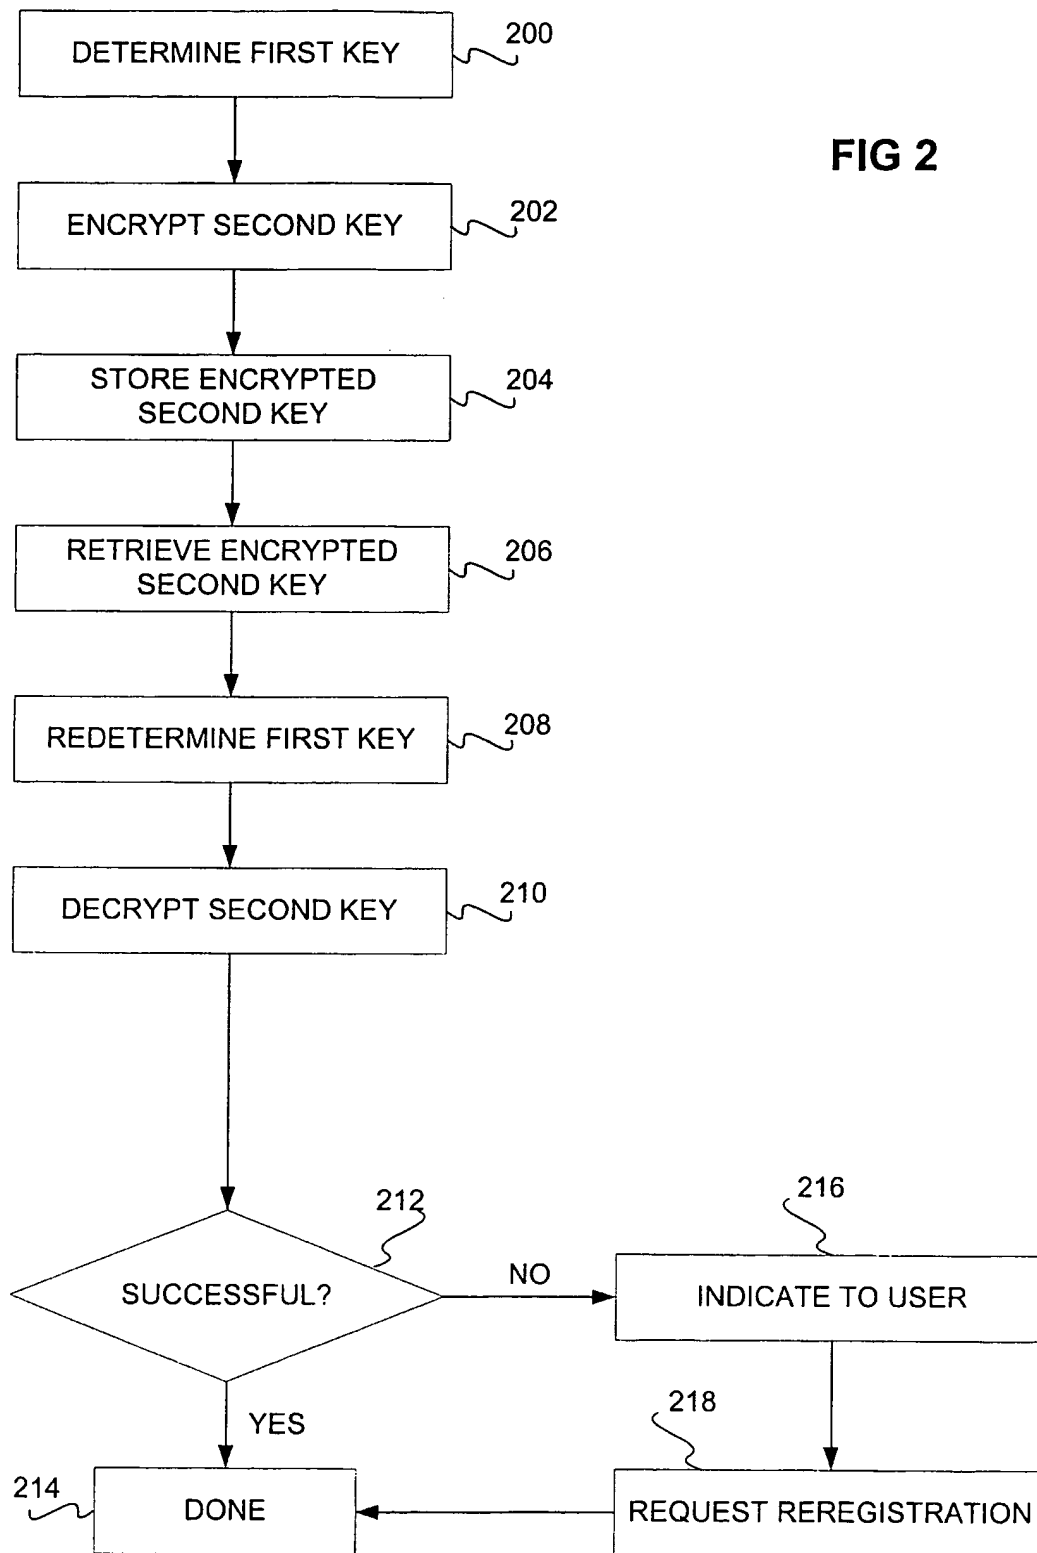 DETERMINE FIRST KEY
200
FIG 2
ENCRYPT SECOND KEY
202
STORE ENCRYPTED
SECOND KEY
204
RETRIEVE ENCRYPTED
SECOND KEY
206
REDETERMINE FIRST KEY
208
DECRYPT SECOND KEY
210
212
SUCCESSFUL?
NO
216
INDICATE TO USER
YES
218
REQUEST REREGISTRATION
214
DONE